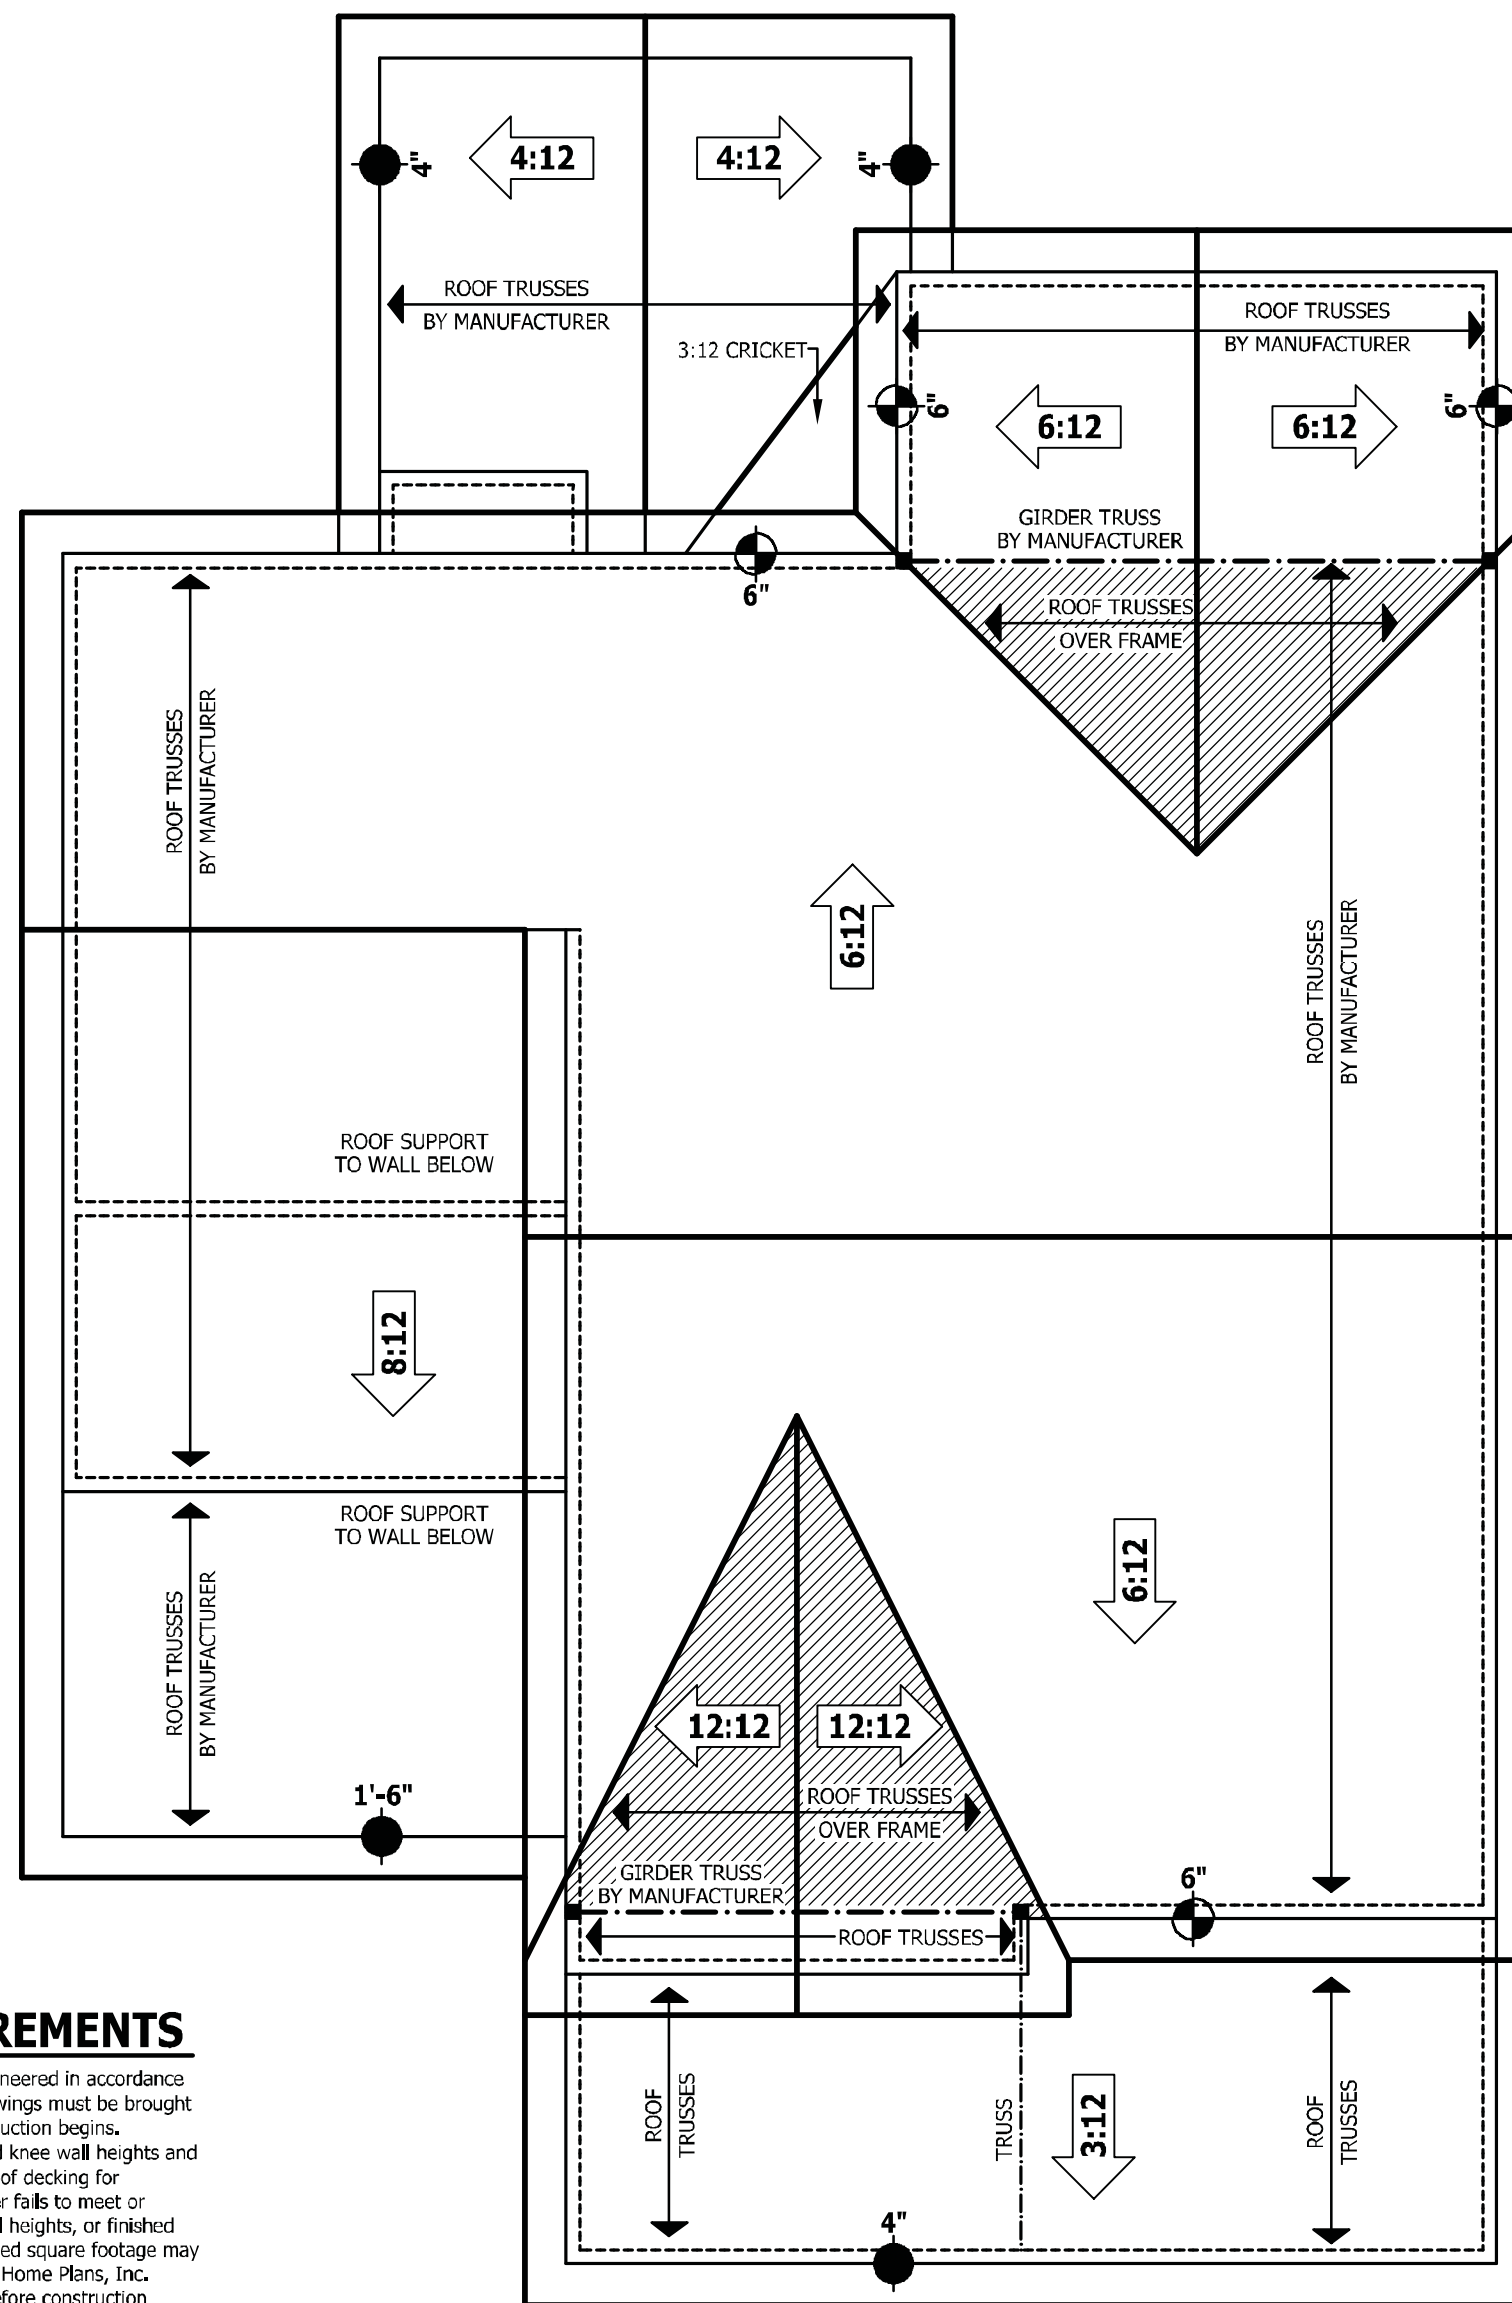 4:12
4:12
4"
4"
ROOF TRUSSES
BY MANUFACTURER
ROOF TRUSSES
BY MANUFACTURER
3:12 CRICKET
6"
6"
6:12
6:12
GIRDER TRUSS
BY MANUFACTURER
6"
ROOF TRUSSES
OVER FRAME
ROOF TRUSSES
BY MANUFACTURER
6:12
ROOF TRUSSES
BY MANUFACTURER
ROOF SUPPORT
TO WALL BELOW
8:12
ROOF SUPPORT
TO WALL BELOW
6:12
ROOF TRUSSES
BY MANUFACTURER
12:12
12:12
1'-6"
ROOF TRUSSES
OVER FRAME
GIRDER TRUSS
BY MANUFACTURER
6"
ROOF TRUSSES
ROOF
TRUSSES
TRUSS
3:12
ROOF
TRUSSES
4"
REMENTS
neered in accordance
wings must be brought
uction begins.
l knee wall heights and
of decking for
r fails to meet or
l heights, or finished
ed square footage may
Home Plans, Inc.
efore construction